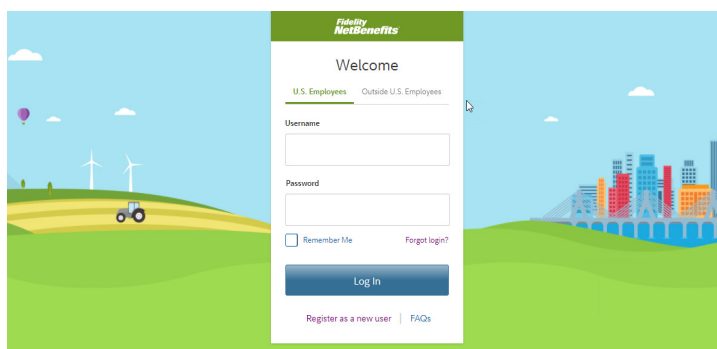 Fidelity
NetBenefits
Welcome
U.S. Employees Outside U.S. Employees
Username
Password
Remember Me Forgot login?
Log In
Register as a new user | FAQs